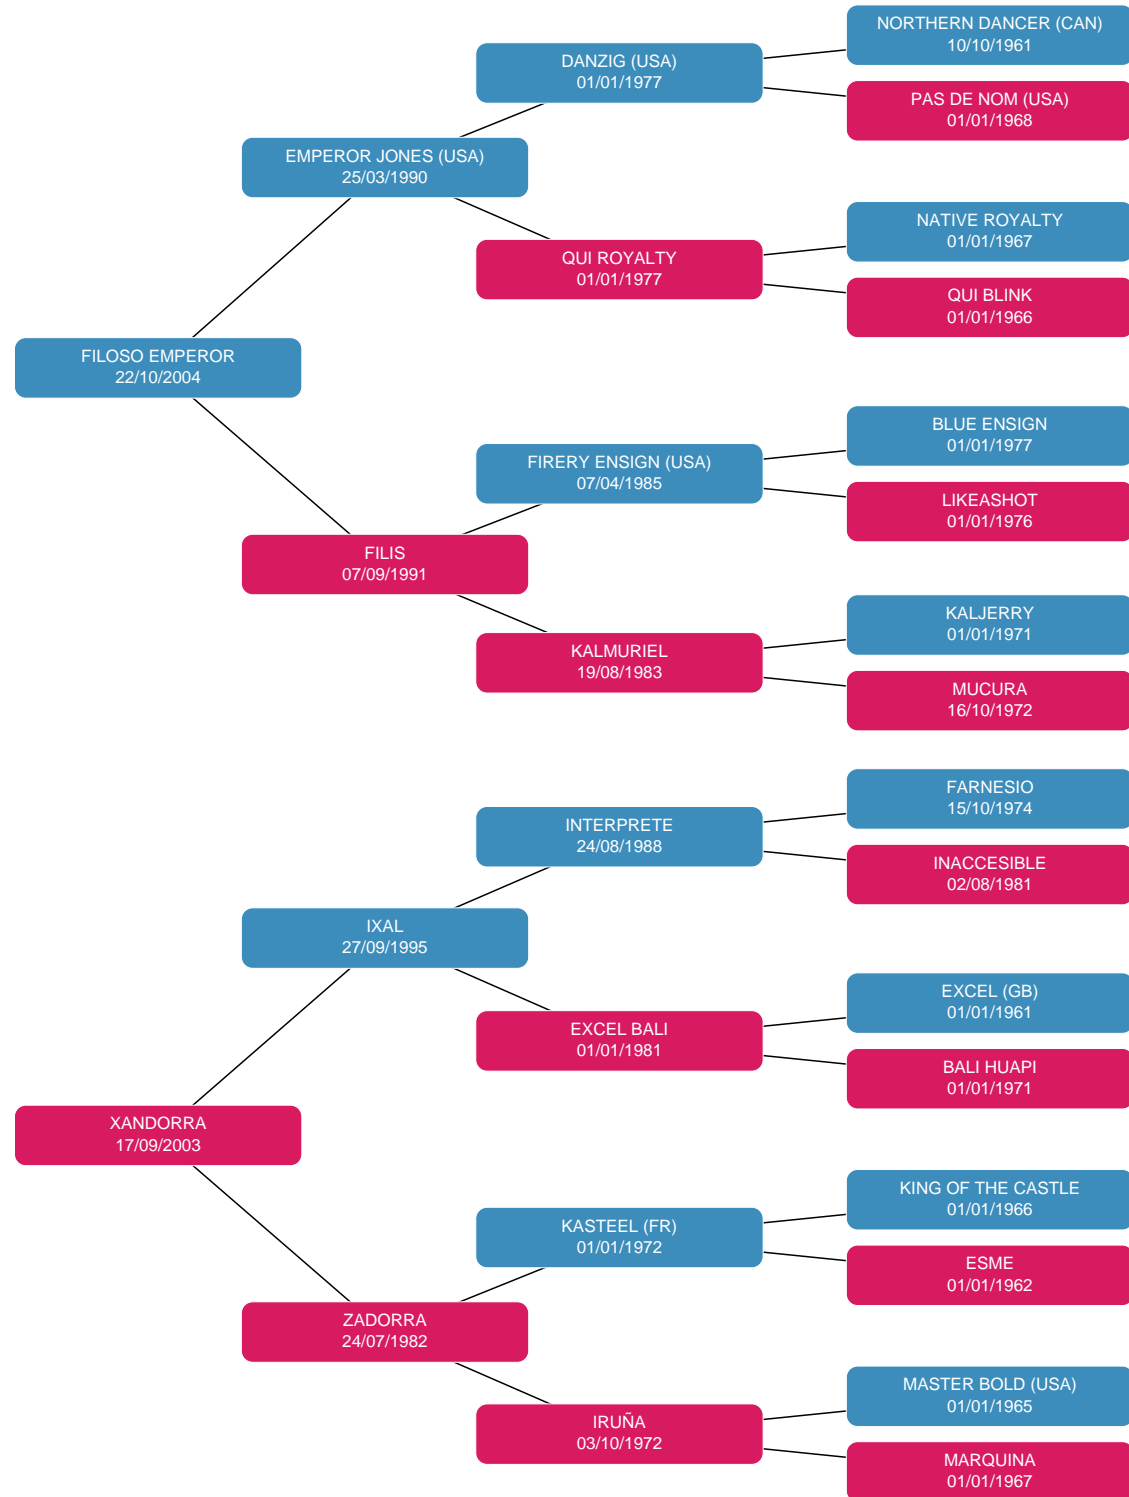 NORTHERN DANCER (CAN)
10/10/1961
DANZIG (USA)
01/01/1977
PAS DE NOM (USA)
01/01/1968
EMPEROR JONES (USA)
25/03/1990
NATIVE ROYALTY
01/01/1967
QUI ROYALTY
01/01/1977
QUI BLINK
01/01/1966
FILOSO EMPEROR
22/10/2004
BLUE ENSIGN
01/01/1977
FIRERY ENSIGN (USA)
07/04/1985
LIKEASHOT
01/01/1976
FILIS
07/09/1991
KALJERRY
01/01/1971
KALMURIEL
19/08/1983
MUCURA
16/10/1972
FARNESIO
15/10/1974
INTERPRETE
24/08/1988
INACCESIBLE
02/08/1981
IXAL
27/09/1995
EXCEL (GB)
01/01/1961
EXCEL BALI
01/01/1981
BALI HUAPI
01/01/1971
XANDORRA
17/09/2003
KING OF THE CASTLE
01/01/1966
KASTEEL (FR)
01/01/1972
ESME
01/01/1962
ZADORRA
24/07/1982
MASTER BOLD (USA)
01/01/1965
IRUÑA
03/10/1972
MARQUINA
01/01/1967